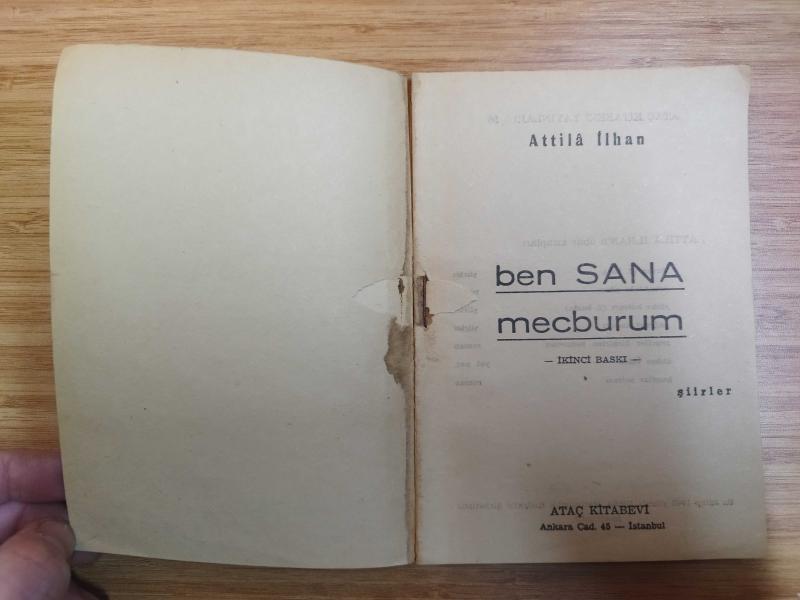 Attilâ İlhan
ben SANA
mecburum
— İKİNCİ BASKI —
şiirler
ATAÇ KİTABEVİ
Ankara Cad. 45 — İstanbul